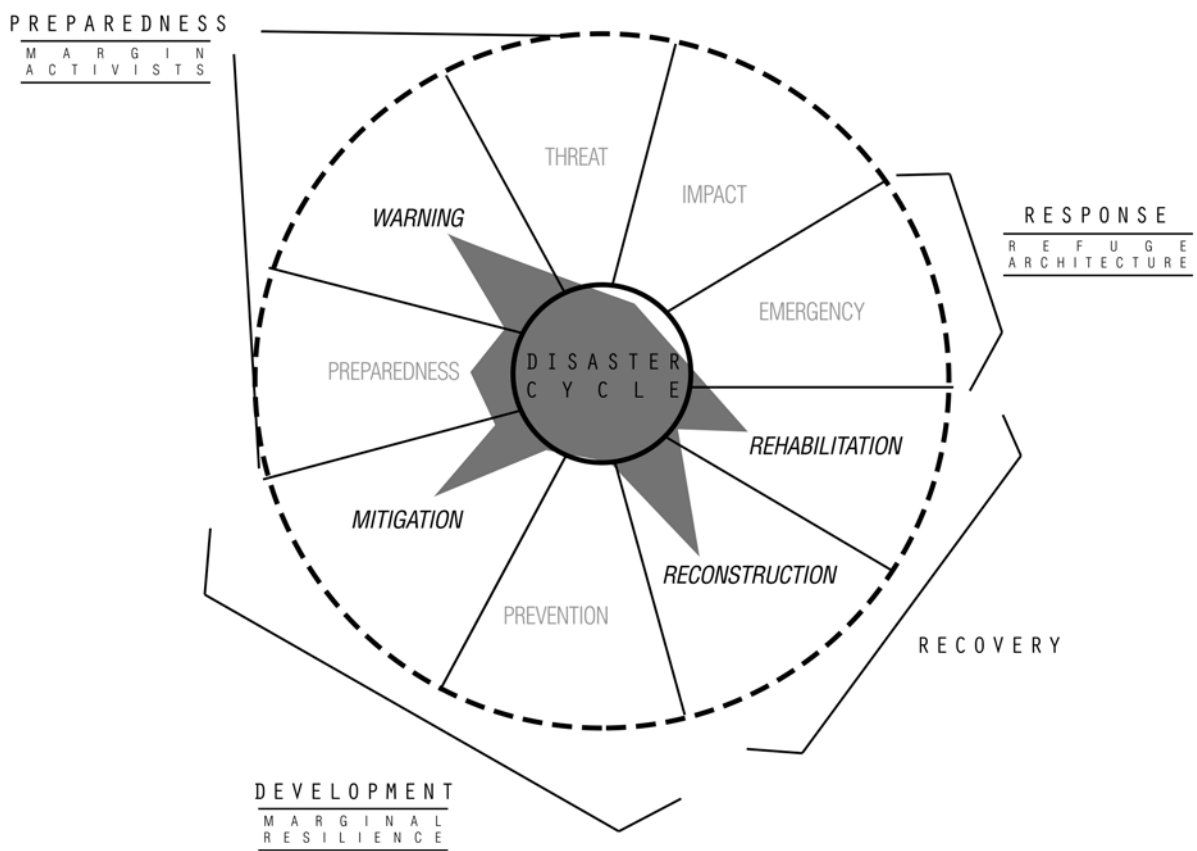 PREPAREDNESS
MARGIN
ACTIVISTS
THREAT
IMPACT
WARNING
RESPONSE
REFUGE
ARCHITECTURE
EMERGENCY
DISASTER
CYCLE
PREPAREDNESS
REHABILITATION
MITIGATION
RECONSTRUCTION
PREVENTION
RECOVERY
DEVELOPMENT
MARGINAL
RESILIENCE